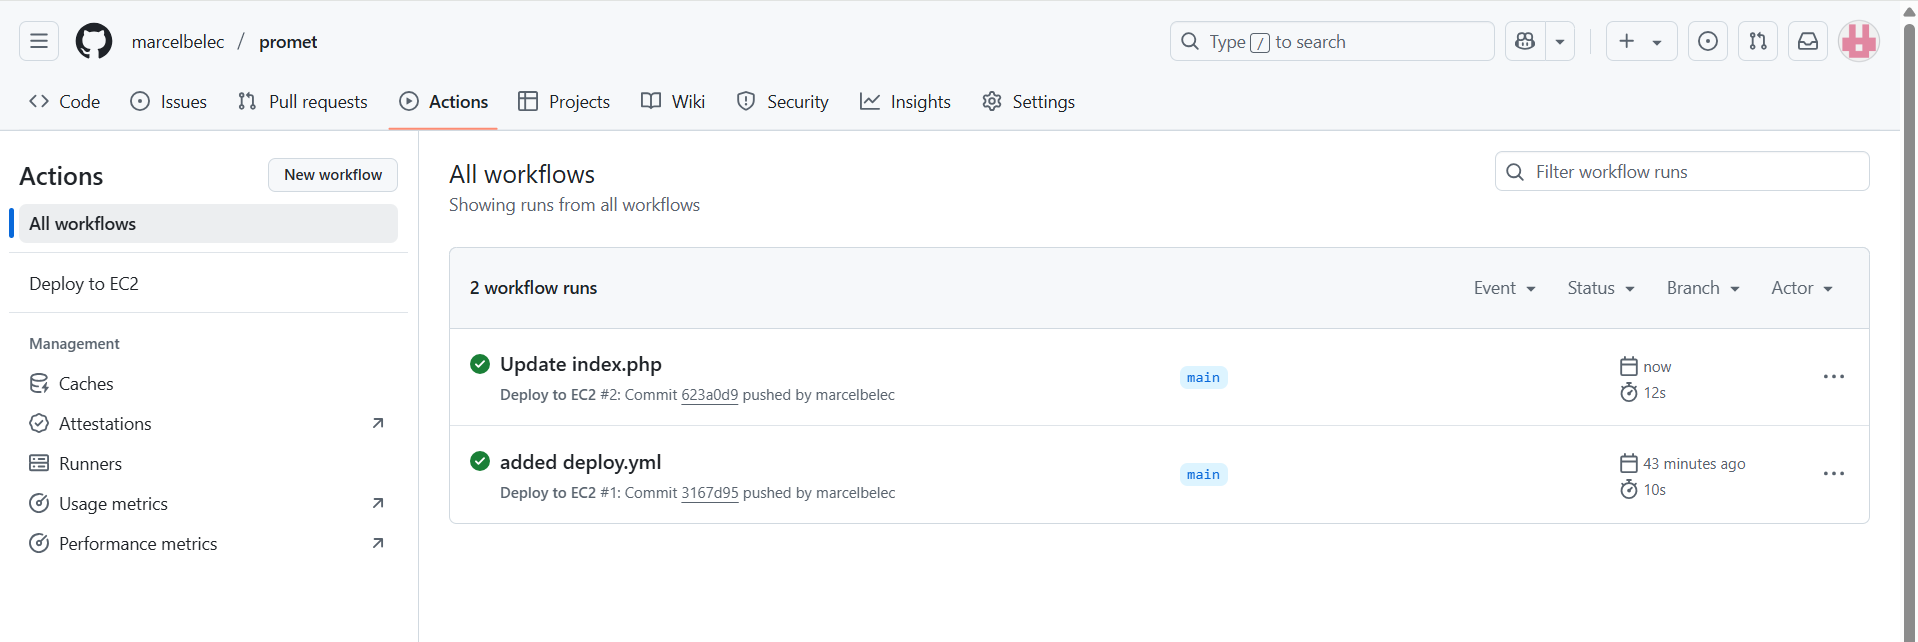 marcelbelec / promet
Type / to search
Code Issues Pull requests Actions Projects Wiki Security Insights Settings
Actions
New workflow
All workflows
Deploy to EC2
Management
Caches
Attestations
Runners
Usage metrics
Performance metrics
All workflows
Showing runs from all workflows
Filter workflow runs
2 workflow runs
Event Status Branch Actor
Update index.php
Deploy to EC2 #2: Commit 623a0d9 pushed by marcelbelec
main
now
12s
added deploy.yml
Deploy to EC2 #1: Commit 3167d95 pushed by marcelbelec
main
43 minutes ago
10s